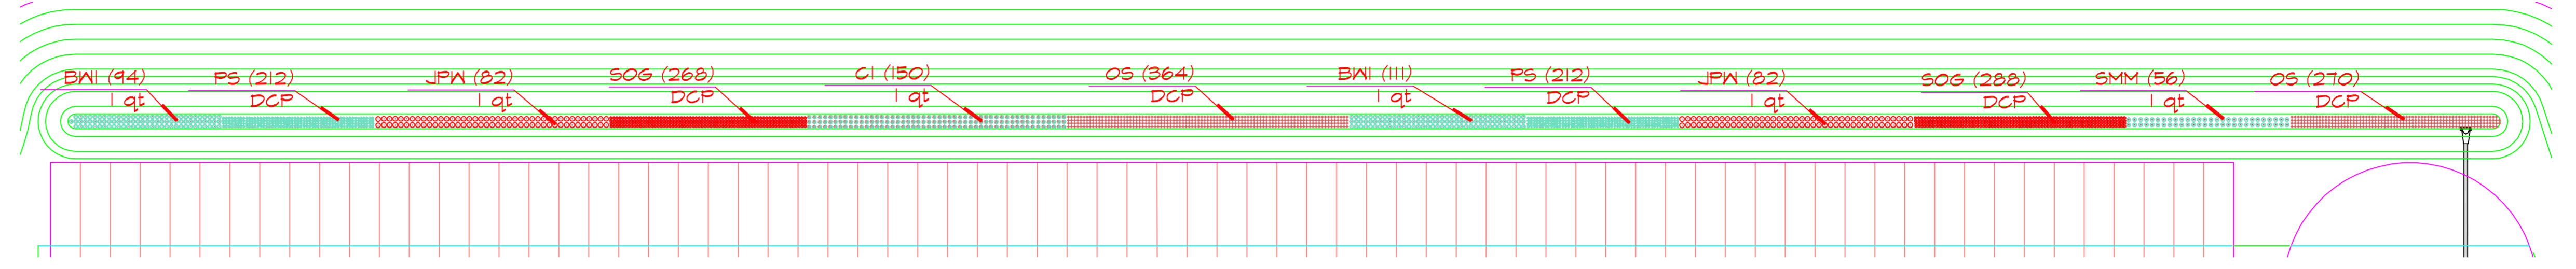 BWI (94)
1 qt
PS (212)
DCP
JPW (82)
1 qt
SOG (268)
DCP
CI (150)
1 qt
OS (364)
DCP
BWI (111)
1 qt
PS (212)
DCP
JPW (82)
1 qt
SOG (288)
DCP
SMM (56)
1 qt
OS (270)
DCP